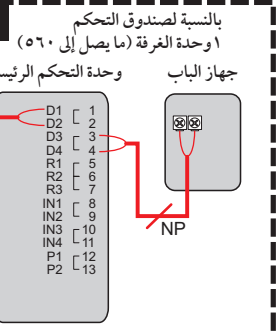 بالنسبة لصندوق التحكم
١ وحدة الغرفة (ما يصل إلى ٥٦٠)
جهاز الباب
وحدة التحكم
D1 1
D2 2
D3 3
D4 4
R1 5
R2 6
R3 7
IN1 8
IN2 9
IN3 10
IN4 11
P1 12
P2 13
NP